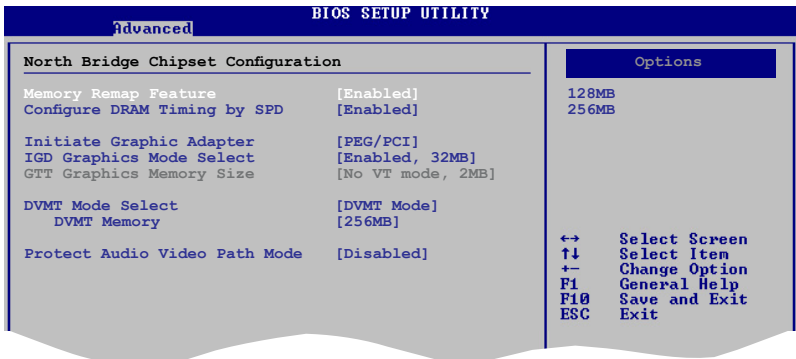 BIOS SETUP UTILITY
Advanced
North Bridge Chipset Configuration
Memory Remap Feature [Enabled]
Configure DRAM Timing by SPD [Enabled]
Initiate Graphic Adapter [PEG/PCI]
IGD Graphics Mode Select [Enabled, 32MB]
GTT Graphics Memory Size [No VT mode, 2MB]
DVMT Mode Select [DVMT Mode]
DVMT Memory [256MB]
Protect Audio Video Path Mode [Disabled]
Options
128MB
256MB
←→ Select Screen
↑↓ Select Item
+- Change Option
F1 General Help
F10 Save and Exit
ESC Exit